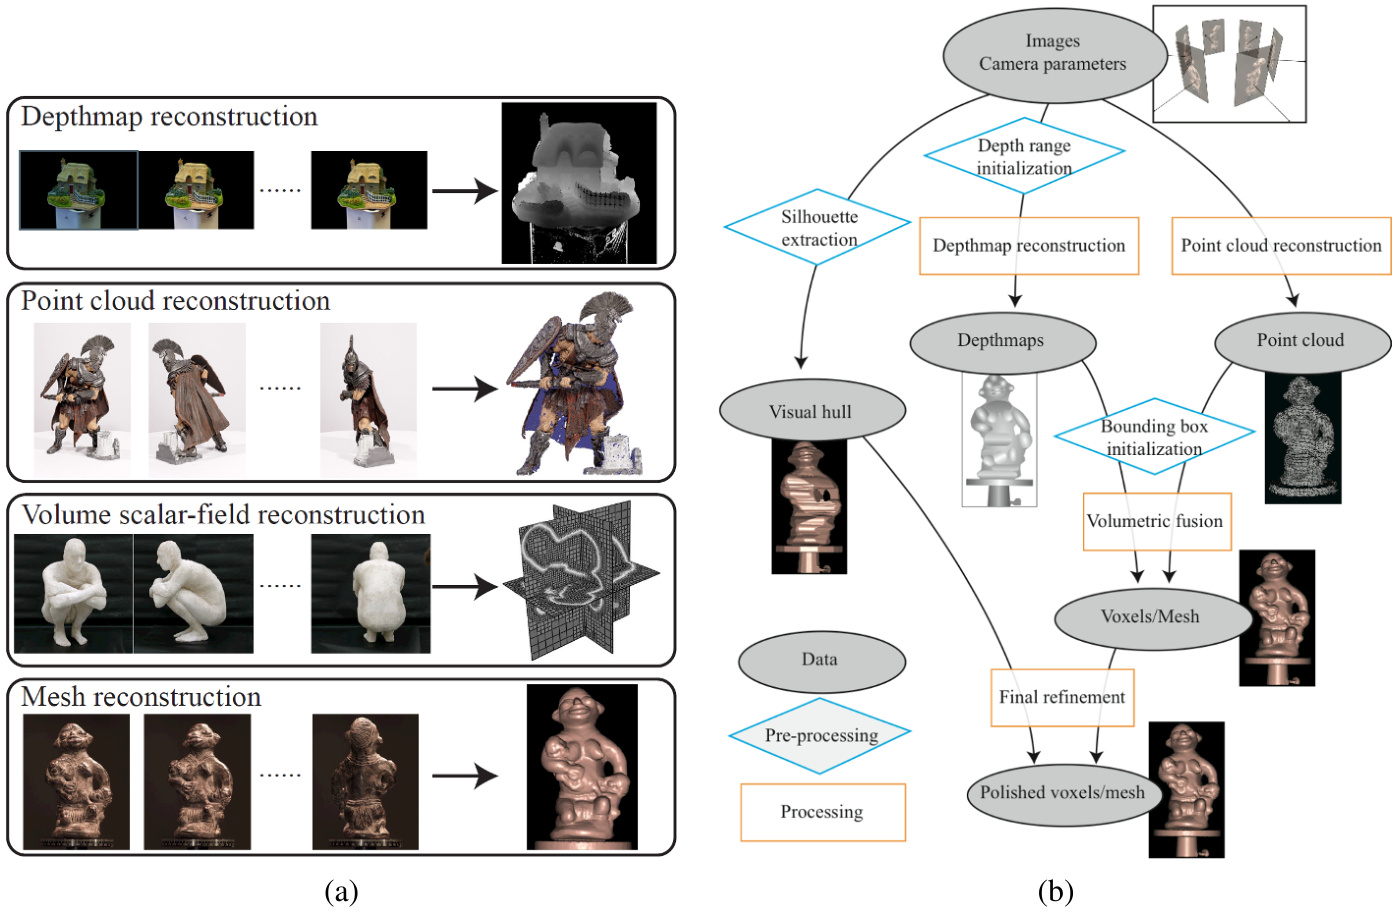 Depthmap reconstruction
......
Point cloud reconstruction
......
Volume scalar-field reconstruction
......
Mesh reconstruction
......
(a)
Images
Camera parameters
Depth range
initialization
Silhouette
extraction
Depthmap reconstruction
Point cloud reconstruction
Depthmaps
Point cloud
Visual hull
Bounding box
initialization
Volumetric fusion
Voxels/Mesh
Data
Final refinement
Pre-processing
Polished voxels/mesh
Processing
(b)